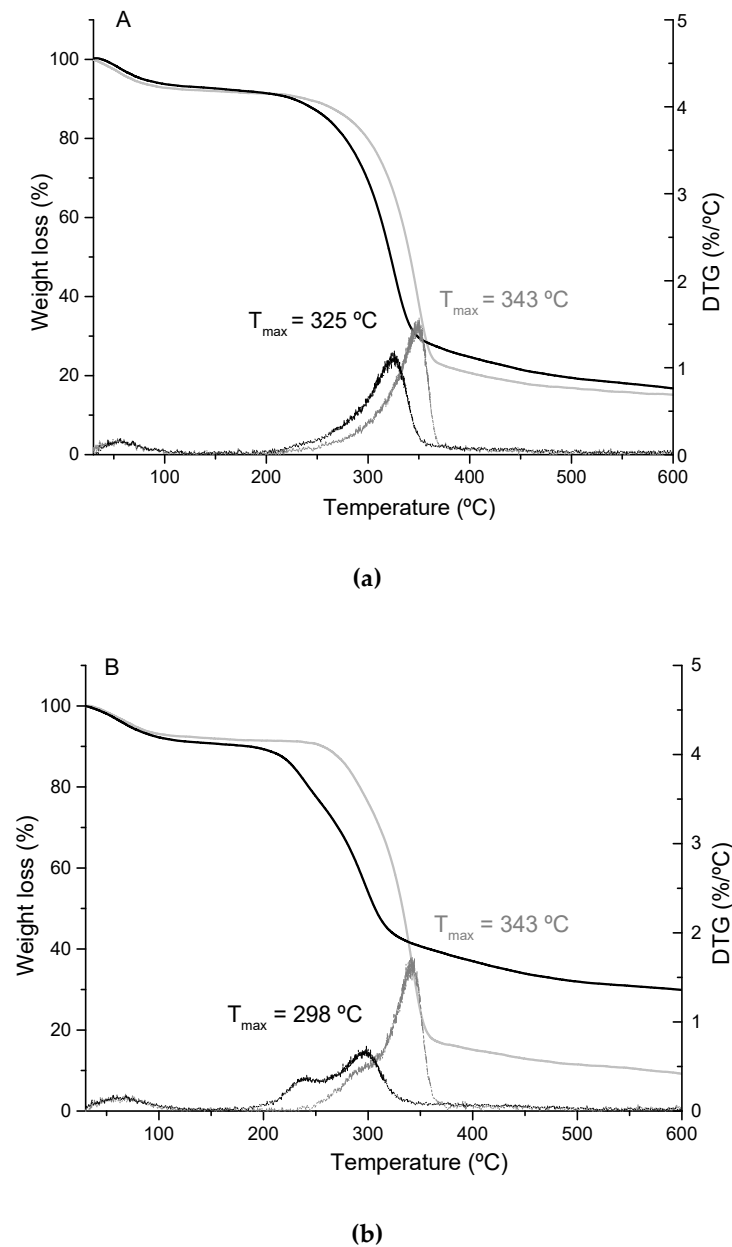 A
5
100
4
80
3
60
2
40
1
20
0
0
Weight loss (%)
DTG (%/ºC)
Tmax = 343 ºC
Tmax = 325 ºC
100 200 300 400 500 600
Temperature (ºC)
(a)
B
5
100
4
80
3
60
2
40
1
20
0
0
Weight loss (%)
DTG (%/ºC)
Tmax = 343 ºC
Tmax = 298 ºC
100 200 300 400 500 600
Temperature (ºC)
(b)